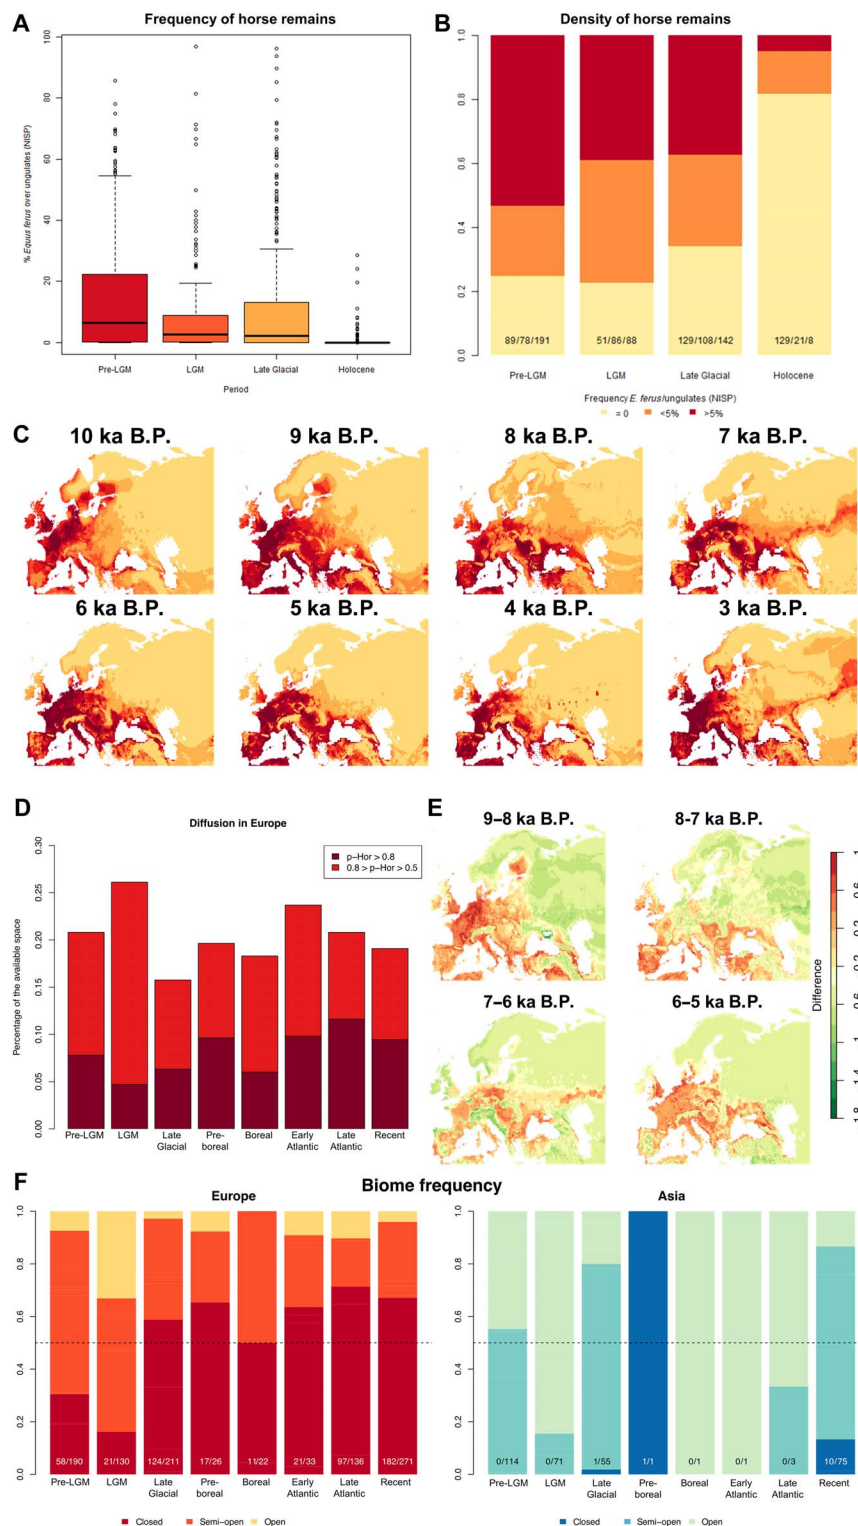 A
Frequency of horse remains
100
80
60
40
20
0
% Equus ferus over ungulates (NISP)
Pre-LGM LGM Late Glacial Holocene
Period
B
Density of horse remains
1.0
0.8
0.6
0.4
0.2
0.0
89/78/191 51/86/88 129/108/142 129/21/8
Pre-LGM LGM Late Glacial Holocene
Frequency E. ferus/ungulates (NISP)
= 0 <5% >5%
C
10 ka B.P. 9 ka B.P. 8 ka B.P. 7 ka B.P.
6 ka B.P. 5 ka B.P. 4 ka B.P. 3 ka B.P.
D
Diffusion in Europe
p-Hor > 0.8
0.8 > p-Hor > 0.5
0.30
0.25
0.20
0.15
0.10
0.05
0.00
Percentage of the available space
Pre-LGM LGM Late Glacial Pre-boreal Boreal Early Atlantic Late Atlantic Recent
E
9–8 ka B.P. 8-7 ka B.P.
7–6 ka B.P. 6–5 ka B.P.
Difference
F
Biome frequency
Europe
1.0
0.8
0.6
0.4
0.2
0.0
58/190 21/130 124/211 17/26 11/22 21/33 97/136 182/271
Pre-LGM LGM Late Glacial Pre-boreal Boreal Early Atlantic Late Atlantic Recent
Closed Semi-open Open
Asia
1.0
0.8
0.6
0.4
0.2
0.0
0/114 0/71 1/55 1/1 0/1 0/1 0/3 10/75
Pre-LGM LGM Late Glacial Pre-boreal Boreal Early Atlantic Late Atlantic Recent
Closed Semi-open Open